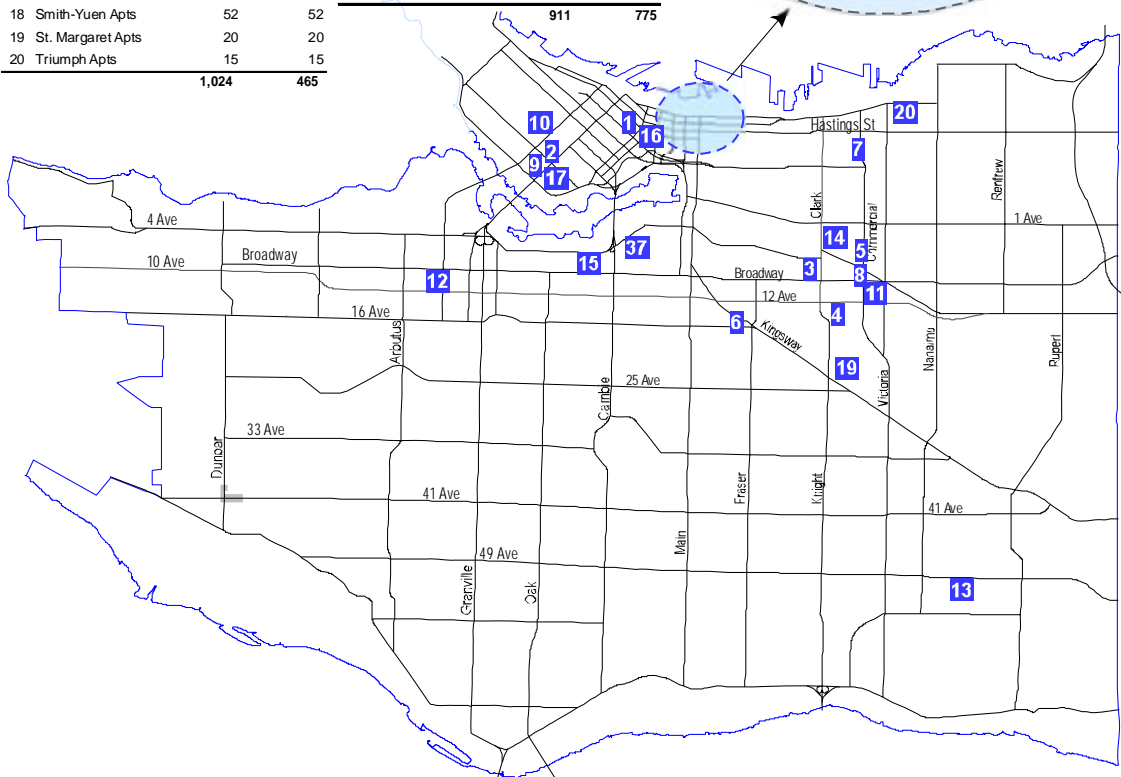 18 Smith-Yuen Apts 52 52
19 St. Margaret Apts 20 20
20 Triumph Apts 15 15
1,024 465
911 775
10
1
16
20
Hastings St
7
2
9
17
Renfrew
Clark
4 Ave
1 Ave
Commercial
14
37
5
Broadway
10 Ave
15
3
Broadway
8
12
11
12 Ave
16 Ave
4
6
Kingsway
Arbutus
Nanaimo
Rupert
19
25 Ave
Victoria
Cambie
33 Ave
Dunbar
41 Ave
Fraser
Knight
41 Ave
Main
49 Ave
Granville
Oak
13